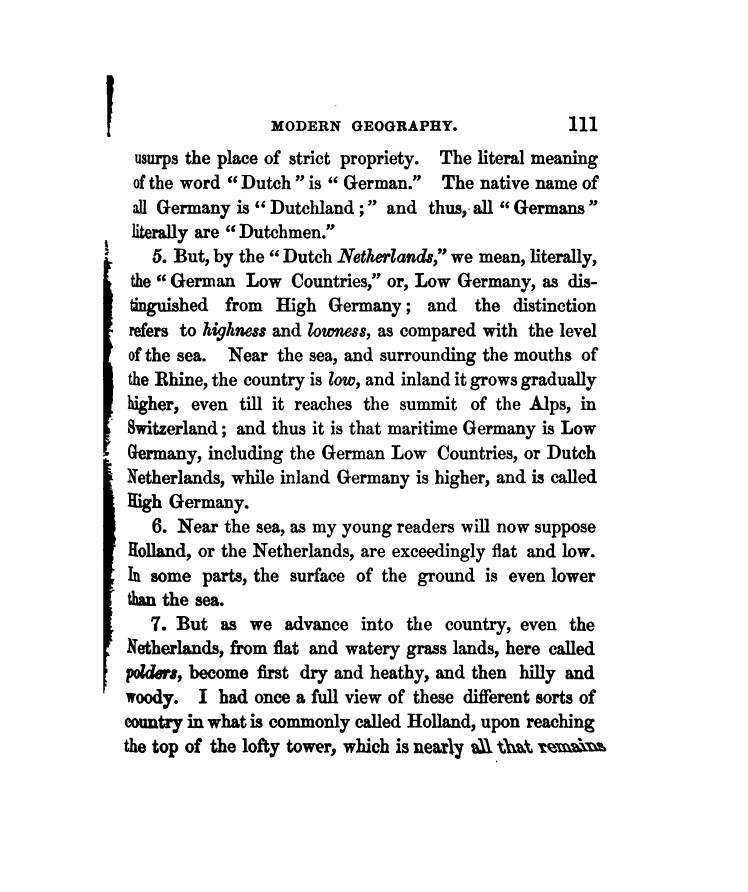 MODERN GEOGRAPHY. 111
usurps the place of strict propriety. The literal meaning
of the word “Dutch” is “German.” The native name of
all Germany is “Dutchland;” and thus, all “Germans”
literally are “Dutchmen.”
5. But, by the “Dutch Netherlands,” we mean, literally,
the “German Low Countries,” or, Low Germany, as dis-
tinguished from High Germany; and the distinction
refers to highness and lowness, as compared with the level
of the sea. Near the sea, and surrounding the mouths of
the Rhine, the country is low, and inland it grows gradually
higher, even till it reaches the summit of the Alps, in
Switzerland; and thus it is that maritime Germany is Low
Germany, including the German Low Countries, or Dutch
Netherlands, while inland Germany is higher, and is called
High Germany.
6. Near the sea, as my young readers will now suppose
Holland, or the Netherlands, are exceedingly flat and low.
In some parts, the surface of the ground is even lower
than the sea.
7. But as we advance into the country, even the
Netherlands, from flat and watery grass lands, here called
polders, become first dry and heathy, and then hilly and
woody. I had once a full view of these different sorts of
country in what is commonly called Holland, upon reaching
the top of the lofty tower, which is nearly all that remains